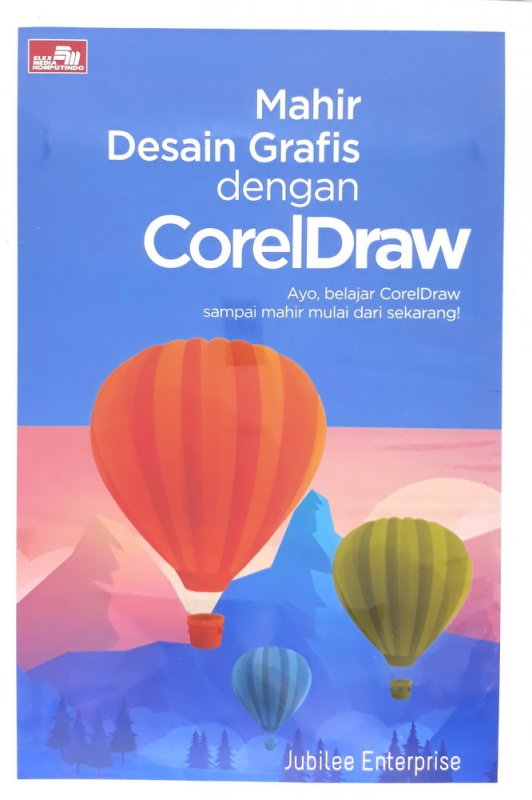 ELEX
MEDIA
KOMPUTINDO
Mahir
Desain Grafis
dengan
CorelDraw
Ayo, belajar CorelDraw
sampai mahir mulai dari sekarang!
Jubilee Enterprise